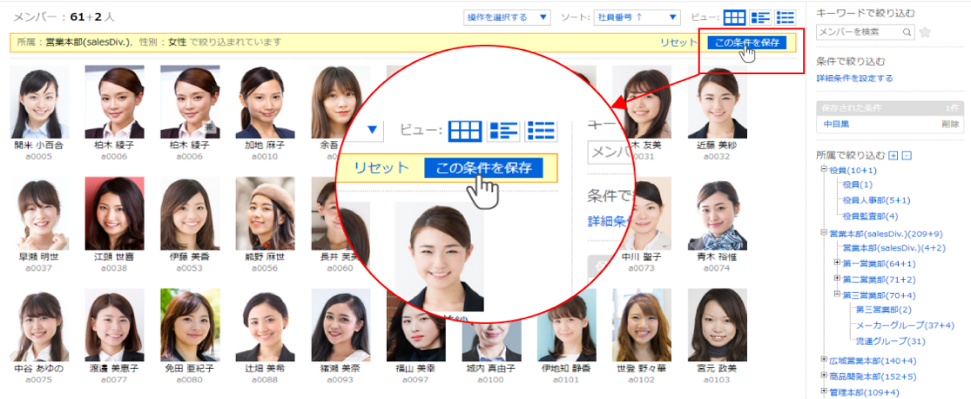 メンバー：61+2 人
操作を選択する ▼
ソート：社員番号 ↑ ▼
ビュー：
所属：営業本部(salesDiv.)、性別：女性 で絞り込まれています
リセット
この条件を保存
関米 小百合
a0005
柏木 綾子
a0006
柏木 綾子
a0006
加地 麻子
a0010
余吾
木 友美
0031
近藤 美紗
a0032
早瀬 明世
a0037
江頭 世喜
a0038
伊藤 美香
a0053
熊野 麻世
a0056
長井 芙美
a0060
中川 聖子
a0073
青木 裕惟
a0074
中谷 あゆの
a0075
渡邉 美恵子
a0077
免田 亜紀子
a0080
辻畑 美希
a0088
猪瀬 美奈
a0093
福山 美幸
a0097
城内 真由子
a0100
伊地知 静香
a0101
世登 野々華
a0102
宮元 政美
a0103
▼
ビュー：
リセット
この条件を保存
キー
メンバ
条件で
詳細条
キーワードで絞り込む
メンバーを検索
条件で絞り込む
詳細条件を設定する
保存された条件 1件
中目黒 削除
所属で絞り込む
役員(10+1)
役員(1)
役員人事部(5+1)
役員監査部(4)
営業本部(salesDiv.)(209+9)
営業本部(salesDiv.)(4+2)
第一営業部(64+1)
第二営業部(71+2)
第三営業部(70+4)
第三営業部(2)
メーカーグループ(37+4)
流通グループ(31)
広域営業本部(140+4)
商品開発本部(152+5)
管理本部(109+4)